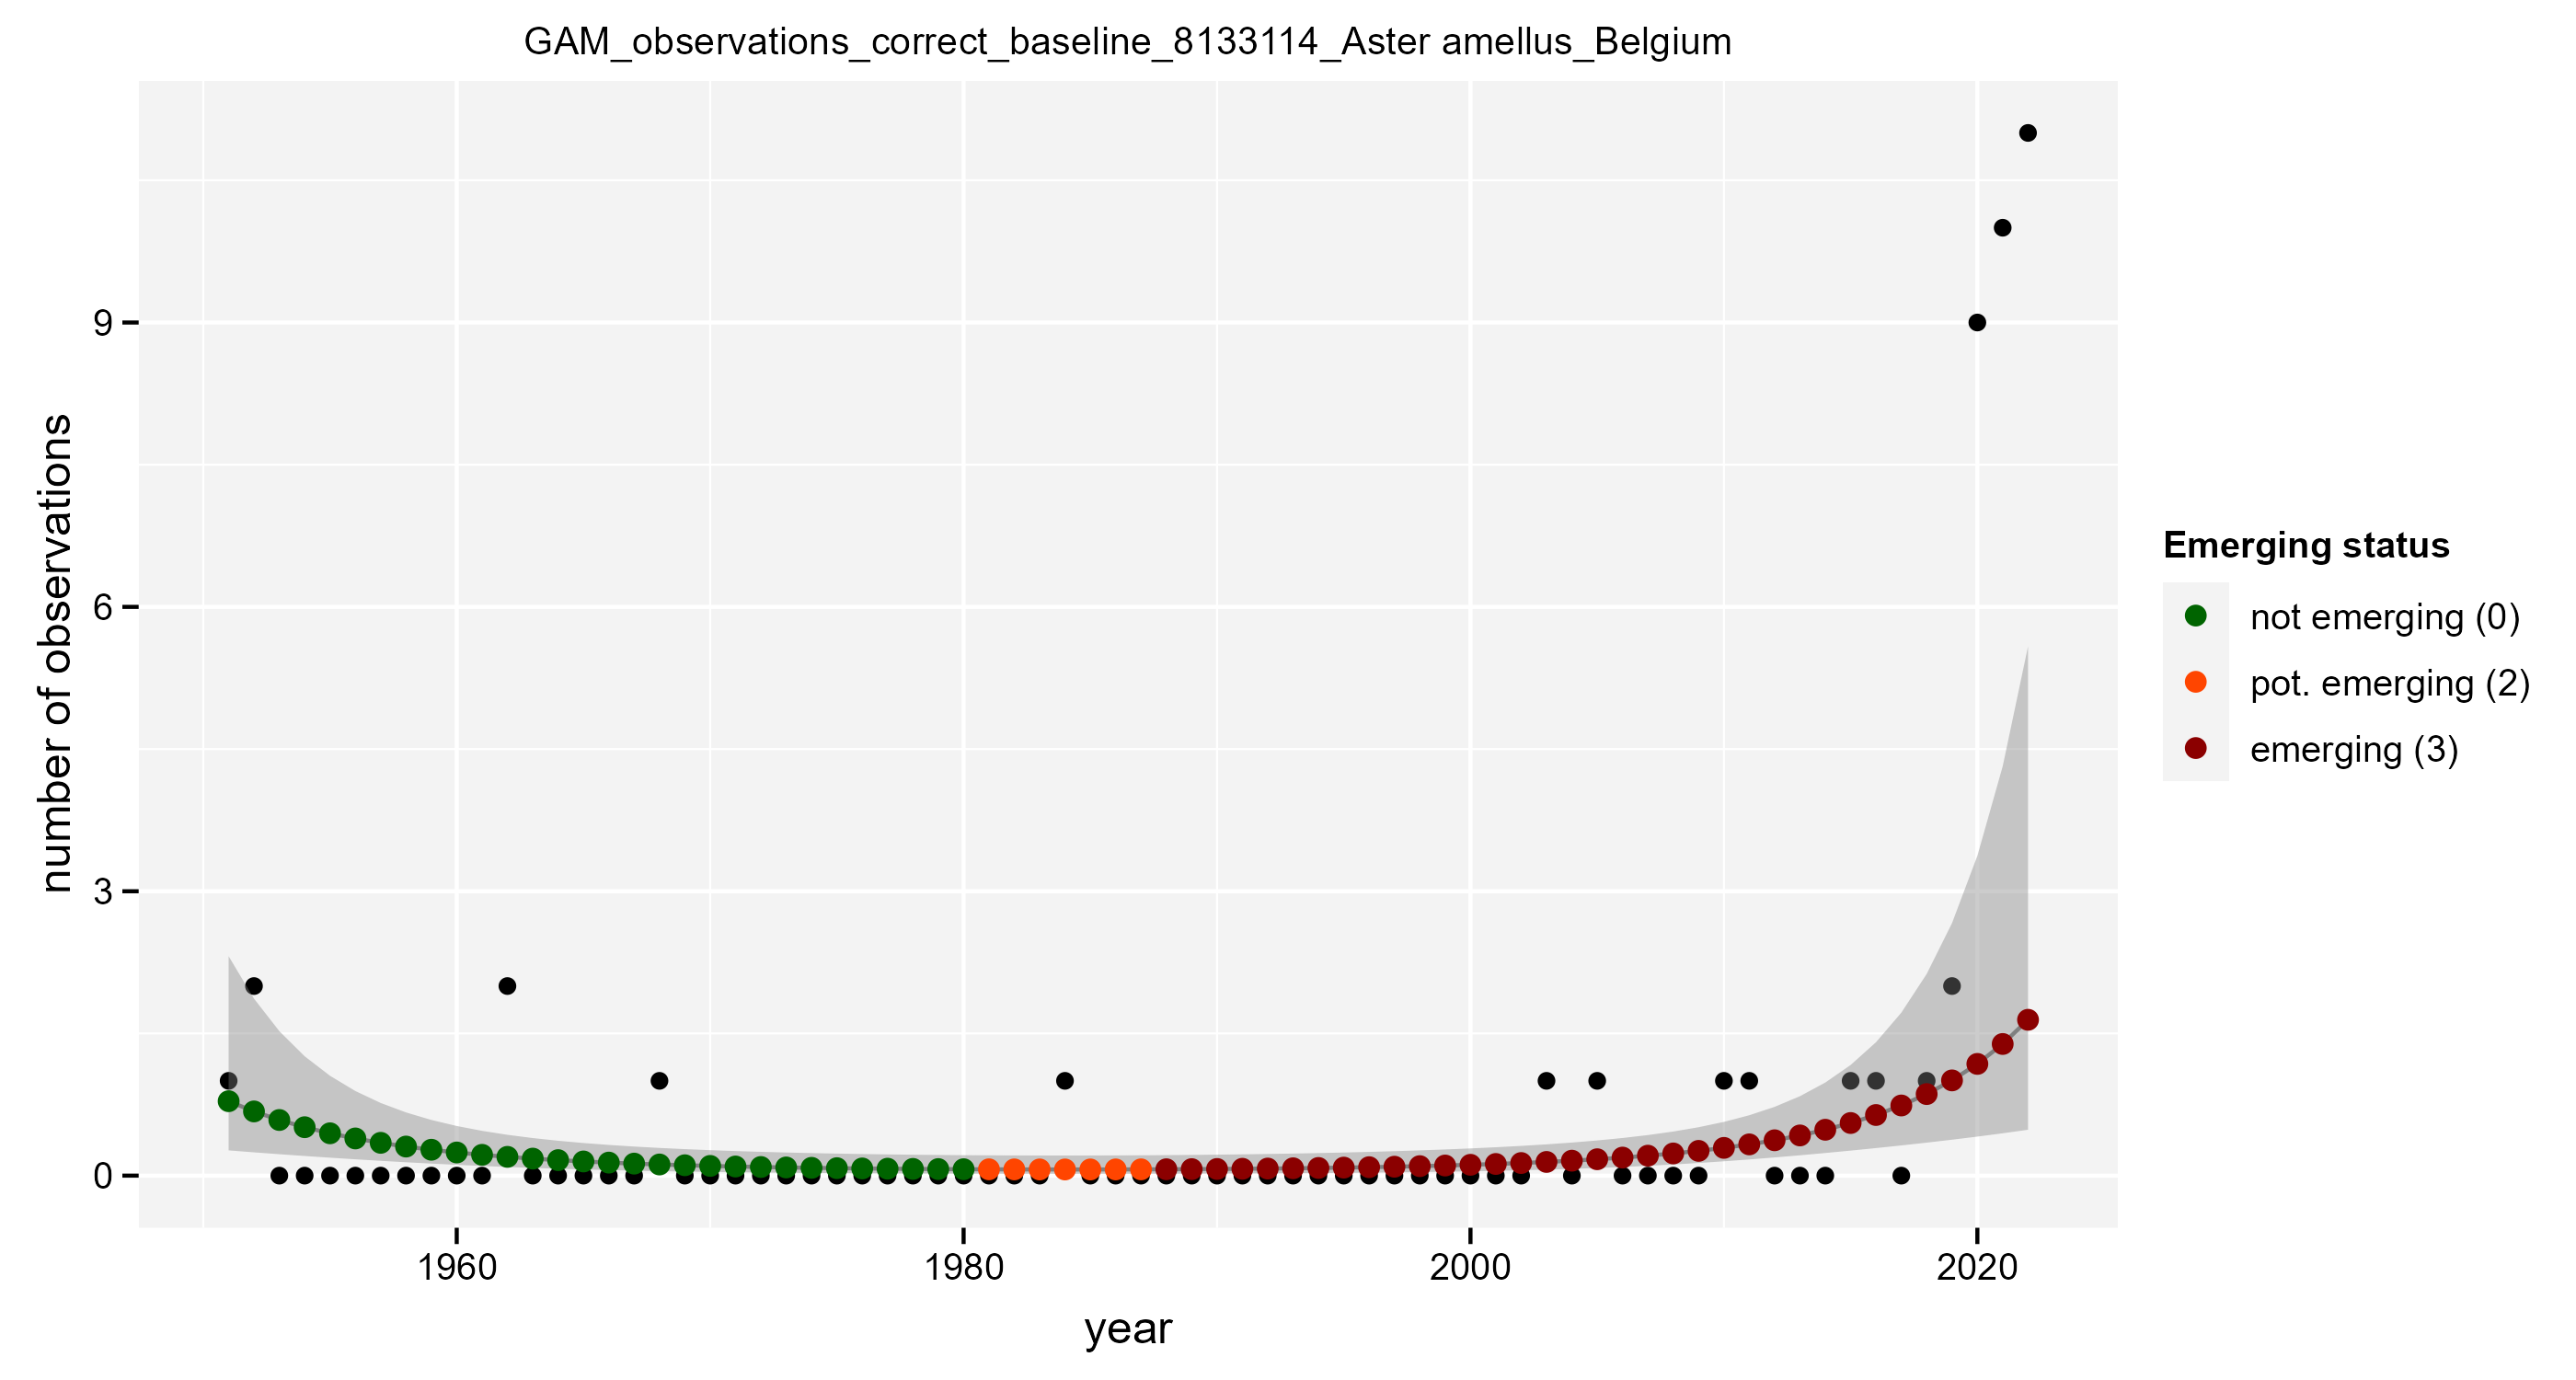 GAM_observations_correct_baseline_8133114_Aster amellus_Belgium
number of observations
9
6
3
0
1960
1980
2000
2020
year
Emerging status
not emerging (0)
pot. emerging (2)
emerging (3)